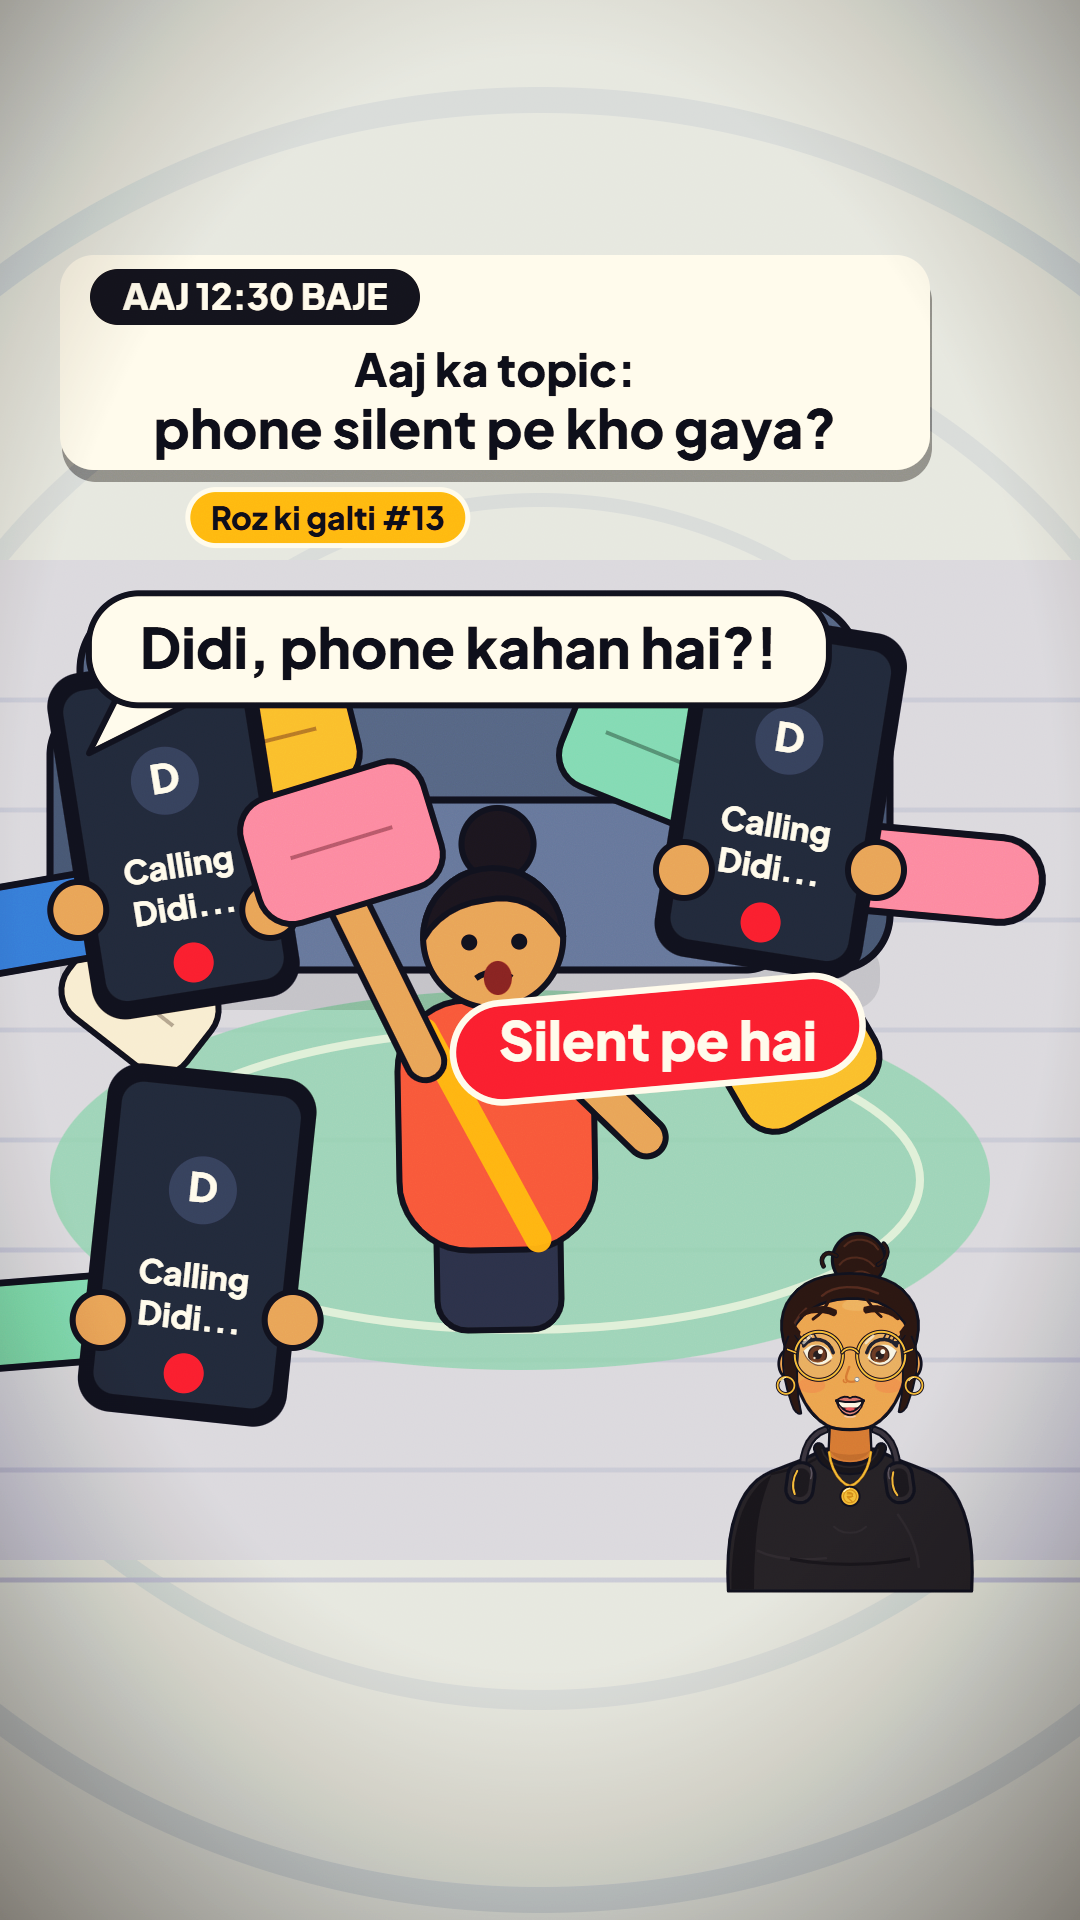 AAJ 12:30 BAJE
Aaj ka topic:
phone silent pe kho gaya?
Roz ki galti #13
Didi, phone kahan hai?!
D
Calling
Didi...
D
Calling
Didi...
Silent pe hai
D
Calling
Didi...